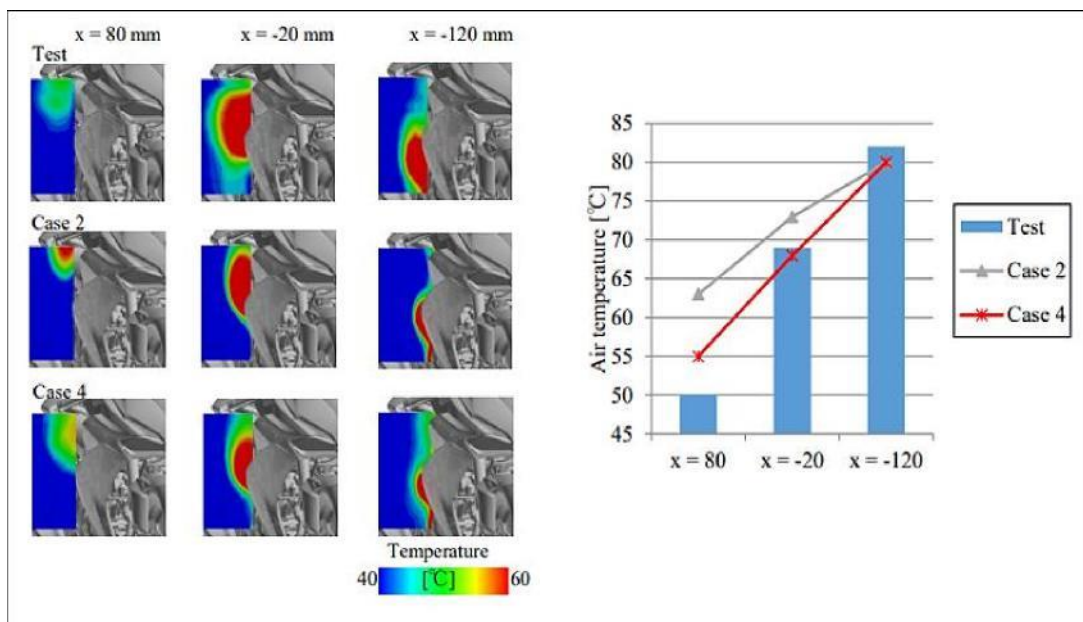 x = 80 mm x = -20 mm x = -120 mm
Test
Case 2
Case 4
Temperature
40 [℃] 60
Air temperature [℃]
85
80
75
70
65
60
55
50
45
x = 80 x = -20 x = -120
Test
Case 2
Case 4